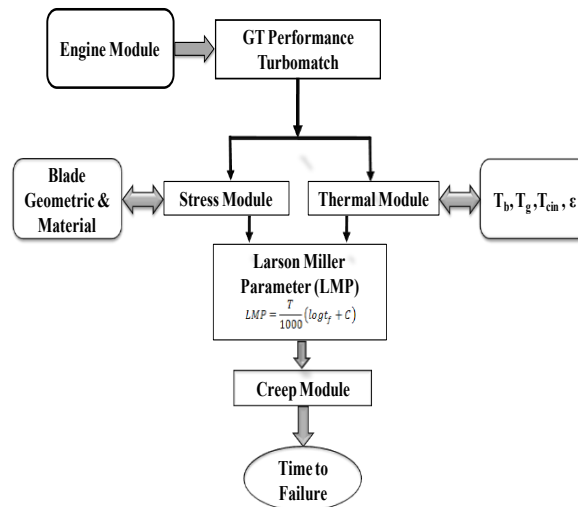 Engine Module
GT Performance
Turbomatch
Blade
Geometric &
Material
Stress Module
Thermal Module
T_b, T_g ,T_cin , ε
Larson Miller
Parameter (LMP)
LMP = T/1000 (logt_f + C)
Creep Module
Time to
Failure